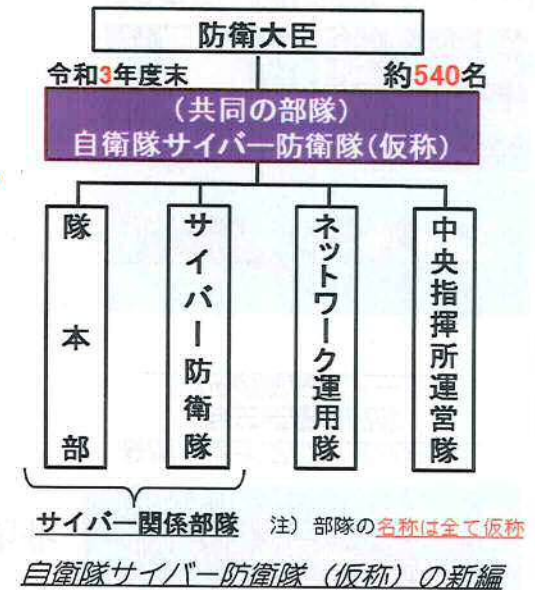 防衛大臣
令和3年度末
約540名
(共同の部隊)
自衛隊サイバー防衛隊(仮称)
隊本部
サイバー防衛隊
ネットワーク運用隊
中央指揮所運営隊
サイバー関係部隊
注)部隊の名称は全て仮称
自衛隊サイバー防衛隊(仮称)の新編